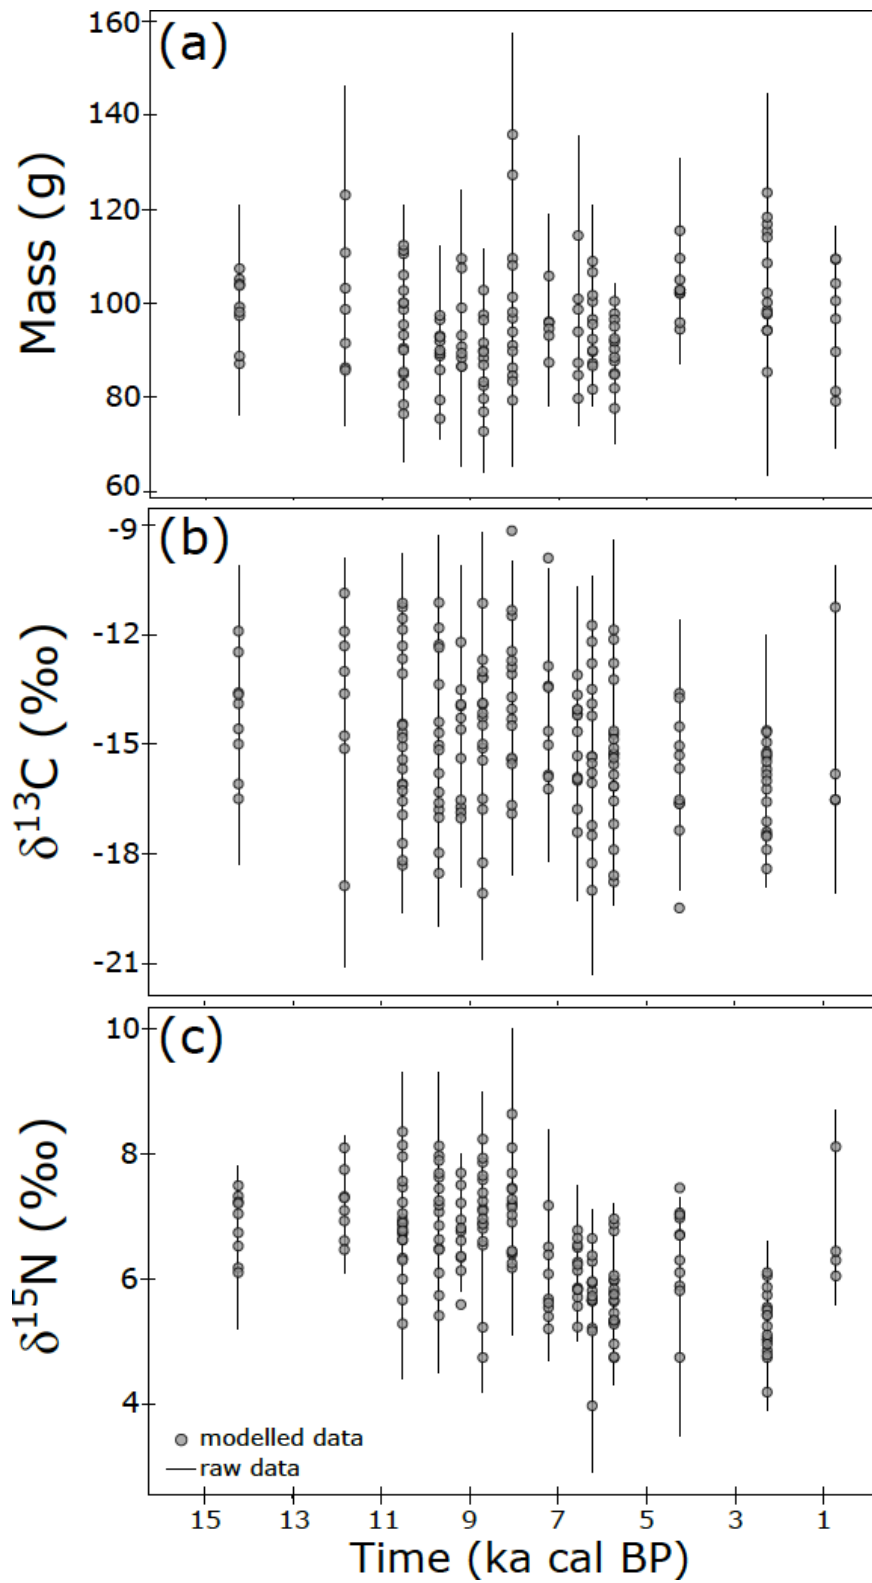 (a)
160
140
120
100
80
60
Mass (g)
(b)
-9
-12
-15
-18
-21
δ13C (‰)
(c)
10
8
6
4
δ15N (‰)
modelled data
raw data
15 13 11 9 7 5 3 1
Time (ka cal BP)